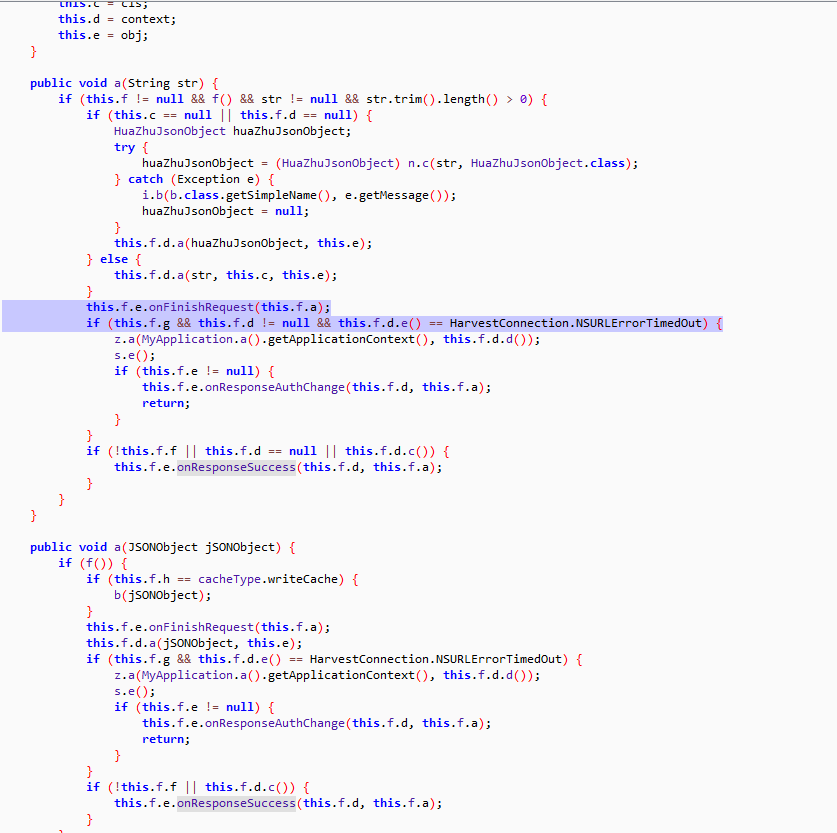 this.c = cls;
this.d = context;
this.e = obj;
}
public void a(String str) {
if (this.f != null && f() && str != null && str.trim().length() > 0) {
if (this.c == null || this.f.d == null) {
HuaZhuJsonObject huaZhuJsonObject;
try {
huaZhuJsonObject = (HuaZhuJsonObject) n.c(str, HuaZhuJsonObject.class);
} catch (Exception e) {
i.b(b.class.getSimpleName(), e.getMessage());
huaZhuJsonObject = null;
}
this.f.d.a(huaZhuJsonObject, this.e);
} else {
this.f.d.a(str, this.c, this.e);
}
this.f.e.onFinishRequest(this.f.a);
if (this.f.g && this.f.d != null && this.f.d.e() == HarvestConnection.NSURLErrorTimedOut) {
z.a(MyApplication.a().getApplicationContext(), this.f.d.d());
s.e();
if (this.f.e != null) {
this.f.e.onResponseAuthChange(this.f.d, this.f.a);
return;
}
}
if (!this.f.f || this.f.d == null || this.f.d.c()) {
this.f.e.onResponseSuccess(this.f.d, this.f.a);
}
}
}
public void a(JSONObject jSONObject) {
if (f()) {
if (this.f.h == cacheType.writeCache) {
b(jSONObject);
}
this.f.e.onFinishRequest(this.f.a);
this.f.d.a(jSONObject, this.e);
if (this.f.g && this.f.d.e() == HarvestConnection.NSURLErrorTimedOut) {
z.a(MyApplication.a().getApplicationContext(), this.f.d.d());
s.e();
if (this.f.e != null) {
this.f.e.onResponseAuthChange(this.f.d, this.f.a);
return;
}
}
if (!this.f.f || this.f.d.c()) {
this.f.e.onResponseSuccess(this.f.d, this.f.a);
}
}